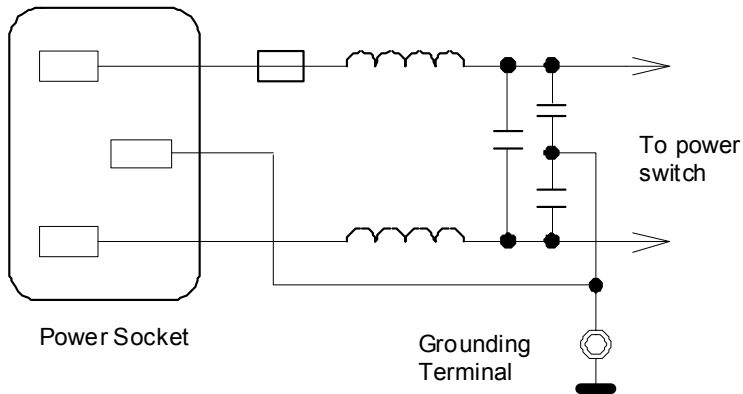 To power
switch
Power Socket
Grounding
Terminal